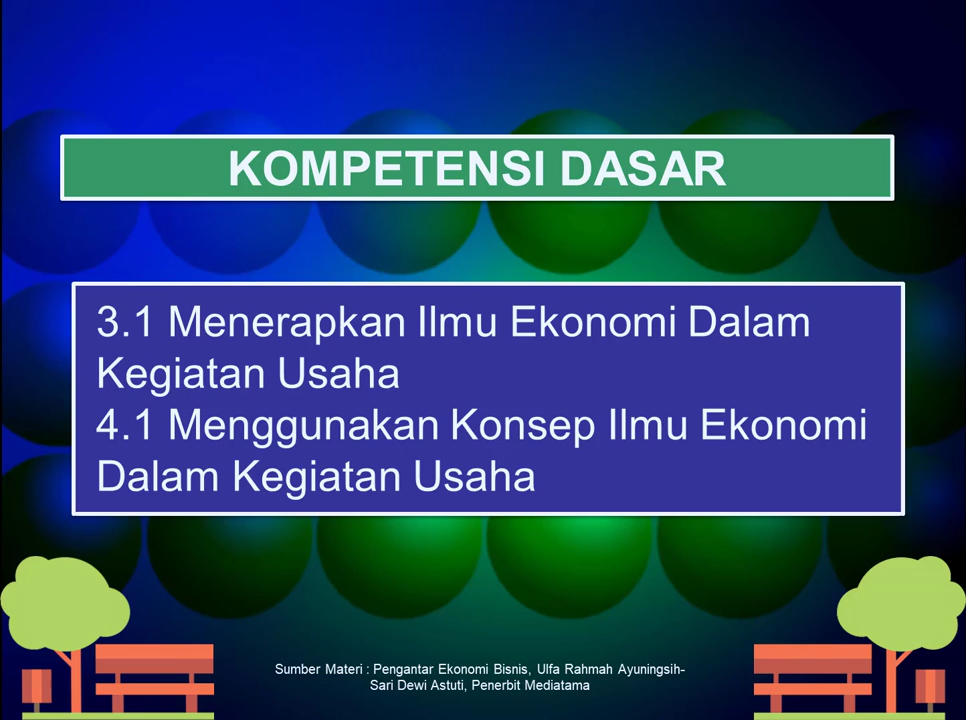 KOMPETENSI DASAR
3.1 Menerapkan Ilmu Ekonomi Dalam
Kegiatan Usaha
4.1 Menggunakan Konsep Ilmu Ekonomi
Dalam Kegiatan Usaha
Sumber Materi : Pengantar Ekonomi Bisnis, Ulfa Rahmah Ayuningsih-
Sari Dewi Astuti, Penerbit Mediatama